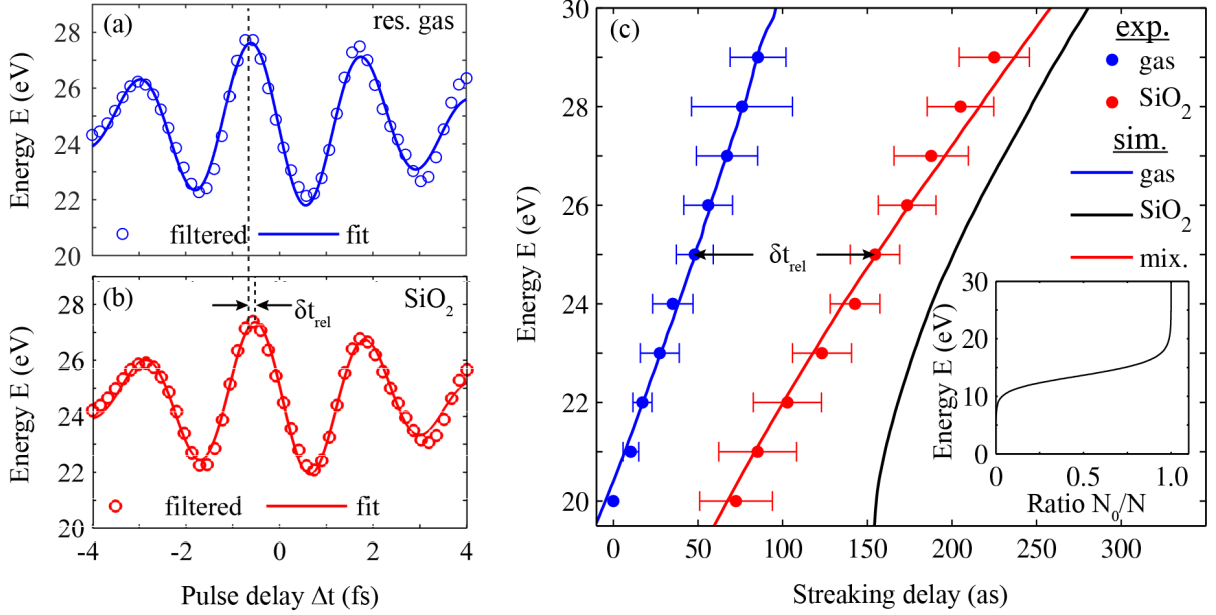 (a)
res. gas
28
26
24
22
20
Energy E (eV)
filtered
fit
(b)
SiO2
δt_rel
28
26
24
22
20
Energy E (eV)
filtered
fit
-4
-2
0
2
4
Pulse delay Δt (fs)
(c)
30
28
26
24
22
20
Energy E (eV)
δt_rel
exp.
gas
SiO2
sim.
gas
SiO2
mix.
30
20
10
0
Energy E (eV)
0
0.5
1.0
Ratio N0/N
0
50
100
150
200
250
300
Streaking delay (as)